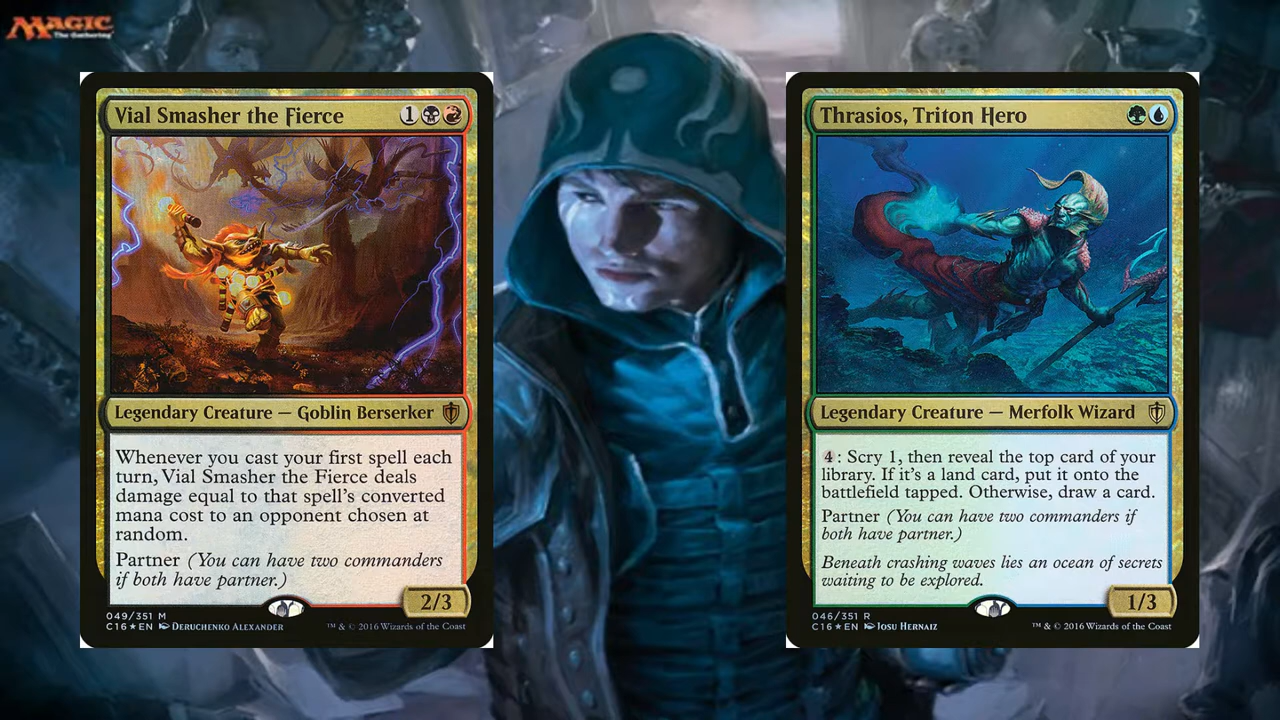 MAGIC
The Gathering
Vial Smasher the Fierce 1
Legendary Creature — Goblin Berserker
Whenever you cast your first spell each
turn, Vial Smasher the Fierce deals
damage equal to that spell's converted
mana cost to an opponent chosen at
random.
Partner (You can have two commanders
if both have partner.)
2/3
049/351 M
C16 ★ EN DERUCHENKO ALEXANDER
™ & © 2016 Wizards of the Coast
Thrasios, Triton Hero
Legendary Creature — Merfolk Wizard
4: Scry 1, then reveal the top card of your
library. If it's a land card, put it onto the
battlefield tapped. Otherwise, draw a card.
Partner (You can have two commanders if
both have partner.)
Beneath crashing waves lies an ocean of secrets
waiting to be explored.
1/3
046/351 R
C16 ★ EN JOSU HERNAIZ
™ & © 2016 Wizards of the Coast